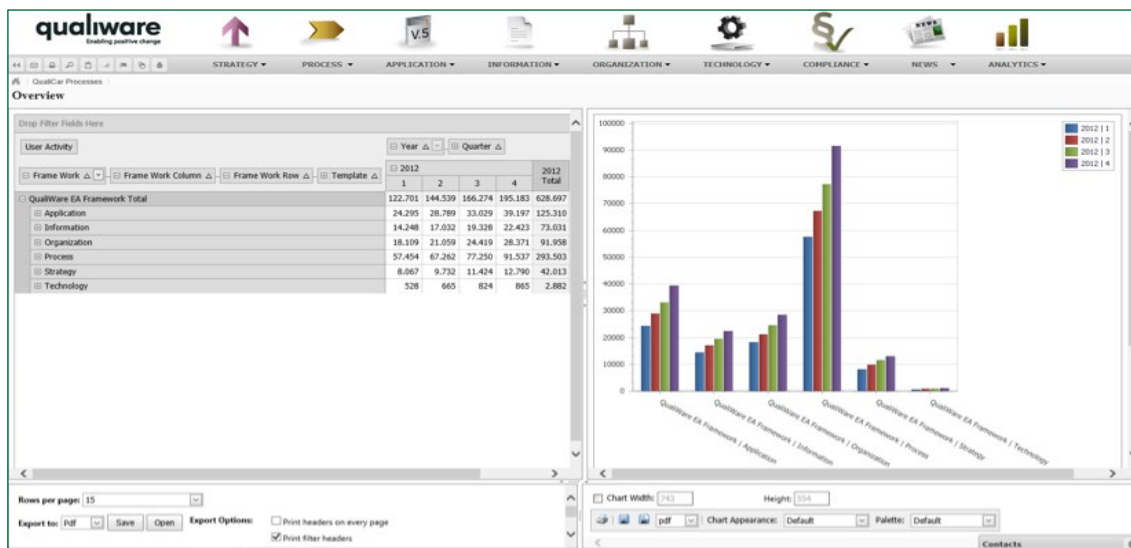 qualiware
Enabling positive change
V.5
NEWS
STRATEGY PROCESS APPLICATION INFORMATION ORGANIZATION TECHNOLOGY COMPLIANCE NEWS ANALYTICS
QualiCar Processes
Overview
Drop Filter Fields Here
User Activity
Year Quarter
Frame Work Frame Work Column Frame Work Row Template
2012 2012 Total
1 2 3 4
QualiWare EA Framework Total 122.701 144.539 166.274 195.183 628.697
Application 24.295 28.789 33.029 39.197 125.310
Information 14.248 17.032 19.328 22.423 73.031
Organization 18.109 21.059 24.419 28.371 91.958
Process 57.454 67.262 77.250 91.537 293.503
Strategy 8.067 9.732 11.424 12.790 42.013
Technology 528 665 824 865 2.882
100000
90000
80000
70000
60000
50000
40000
30000
20000
10000
0
2012 | 1
2012 | 2
2012 | 3
2012 | 4
QualiWare EA Framework | Application
QualiWare EA Framework | Information
QualiWare EA Framework | Organization
QualiWare EA Framework | Process
QualiWare EA Framework | Strategy
QualiWare EA Framework | Technology
Rows per page: 15
Export to: Pdf Save Open Export Options: Print headers on every page
Print filter headers
Chart Width: 743 Height: 554
pdf Chart Appearance: Default Palette: Default
Contacts